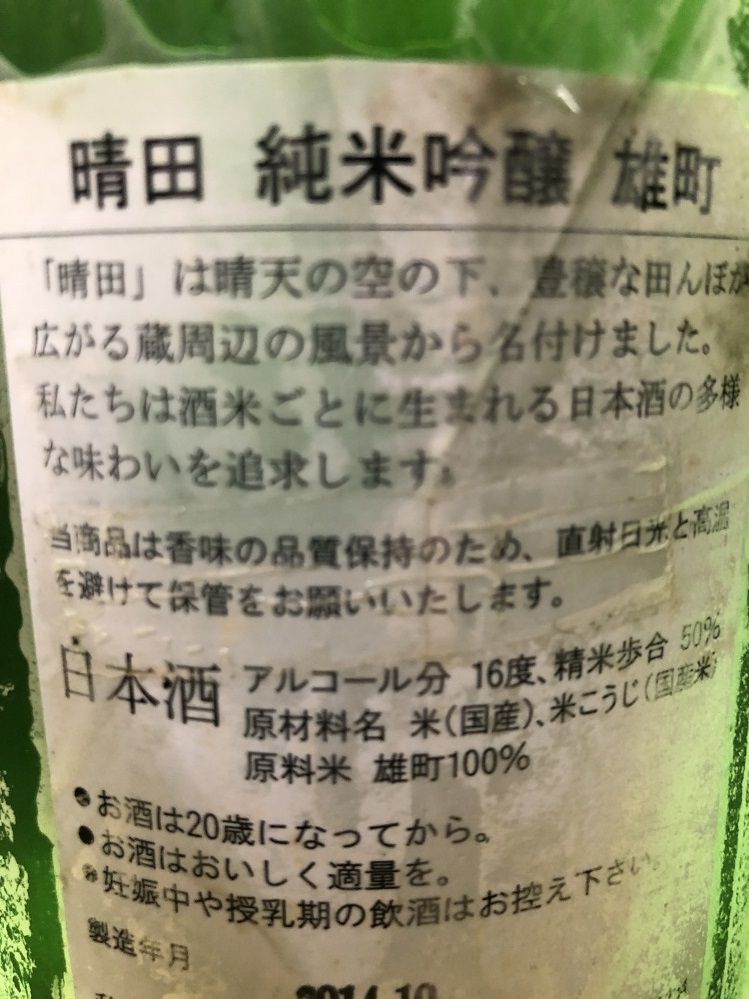 晴田 純米吟醸 雄町
「晴田」は晴天の空の下、豊穣な田んぼが
広がる蔵周辺の風景から名付けました。
私たちは酒米ごとに生まれる日本酒の多様
な味わいを追求します。
当商品は香味の品質保持のため、直射日光と高温
を避けて保管をお願いいたします。
日本酒
アルコール分 16度、精米歩合 50%
原材料名 米(国産)、米こうじ(国産米)
原料米 雄町100%
●お酒は20歳になってから。
●お酒はおいしく適量を。
●妊娠中や授乳期の飲酒はお控え下さい。
製造年月
2014.10